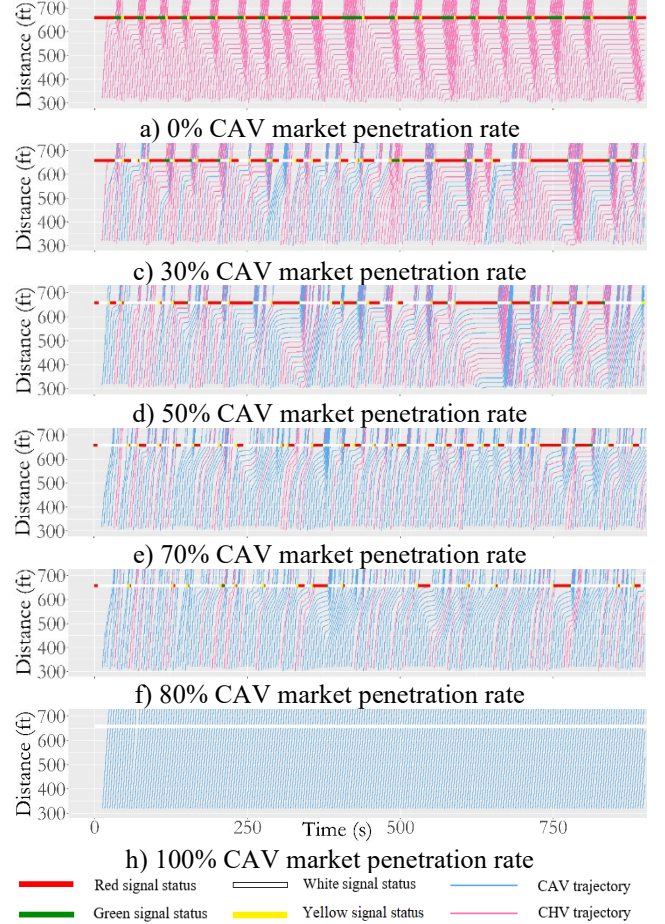 Distance (ft)
700
600
500
400
300
a) 0% CAV market penetration rate
Distance (ft)
700
600
500
400
300
c) 30% CAV market penetration rate
Distance (ft)
700
600
500
400
300
d) 50% CAV market penetration rate
Distance (ft)
700
600
500
400
300
e) 70% CAV market penetration rate
Distance (ft)
700
600
500
400
300
f) 80% CAV market penetration rate
Distance (ft)
700
600
500
400
300
0 250 Time (s) 500 750
h) 100% CAV market penetration rate
Red signal status White signal status CAV trajectory
Green signal status Yellow signal status CHV trajectory